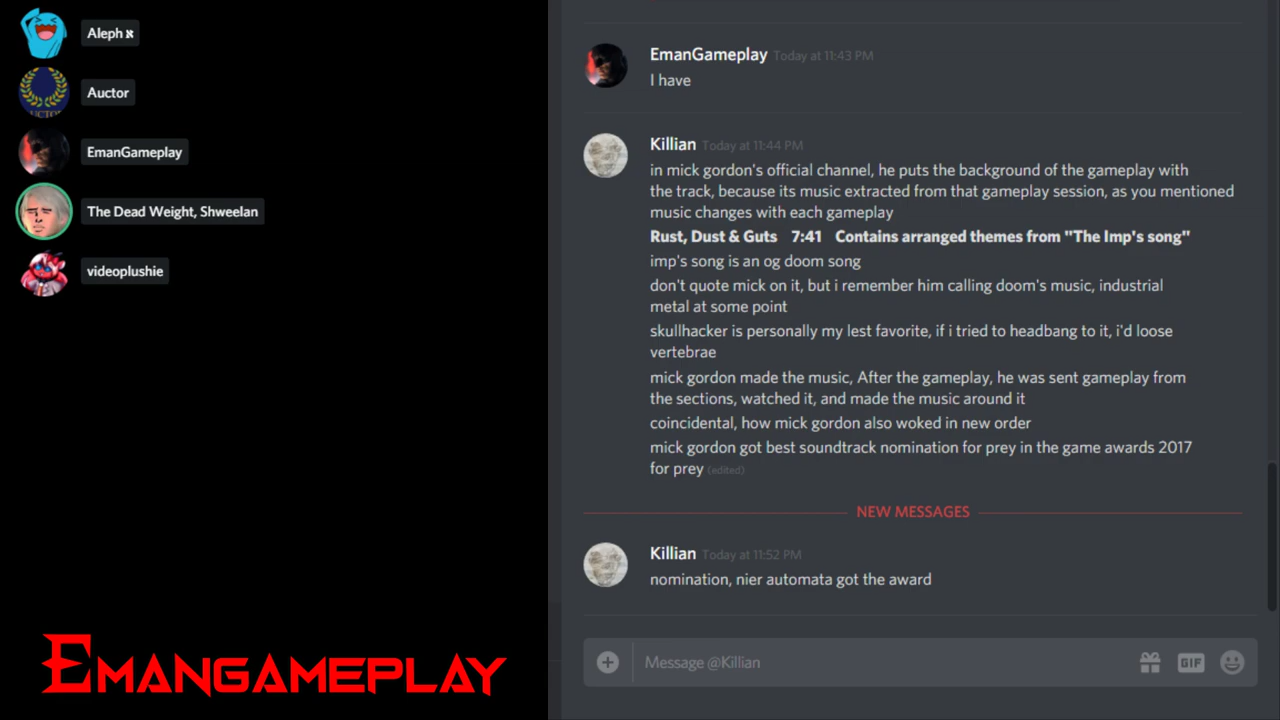 Aleph א
Auctor
AUCTOR
EmanGameplay
The Dead Weight, Shweelan
videoplushie
EMANGAMEPLAY
EmanGameplay Today at 11:43 PM
I have
Killian Today at 11:44 PM
in mick gordon's official channel, he puts the background of the gameplay with
the track, because its music extracted from that gameplay session, as you mentioned
music changes with each gameplay
Rust, Dust & Guts 7:41 Contains arranged themes from "The Imp's song"
imp's song is an og doom song
don't quote mick on it, but i remember him calling doom's music, industrial
metal at some point
skullhacker is personally my lest favorite, if i tried to headbang to it, i'd loose
vertebrae
mick gordon made the music, After the gameplay, he was sent gameplay from
the sections, watched it, and made the music around it
coincidental, how mick gordon also woked in new order
mick gordon got best soundtrack nomination for prey in the game awards 2017
for prey (edited)
NEW MESSAGES
Killian Today at 11:52 PM
nomination, nier automata got the award
Message @Killian
GIF